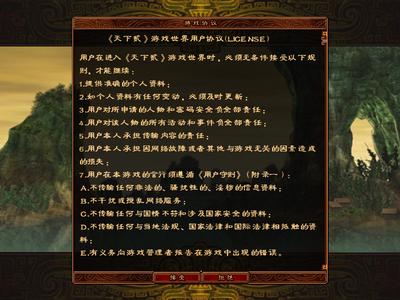 游戏协议
《天下贰》游戏世界用户协议(LICENSE)
用户在进入《天下贰》游戏世界时，必须无条件接受以下规
则，才能继续：
1.提供准确的个人资料；
2.如个人资料有任何变动，必须及时更新；
3.用户对所申请的人物和密码安全负全部责任；
4.用户对该人物的所有活动和事件负全部责任；
5.用户本人承担传输内容的责任；
6.用户本人承担因网络故障或者其他与游戏无关的因素造成
的损失；
7.用户在本游戏的言行须遵循《用户守则》（附录一）；
A.不传输任何非法的、骚扰性的、淫秽的信息资料；
B.不干扰或搅乱网络服务；
C.不传输任何与国情不符和涉及国家安全的资料；
D.不传输任何与当地法规、国家法律和国际法律相抵触的资
料；
E.有义务向游戏管理者报告在游戏中出现的错误。
接受 拒绝